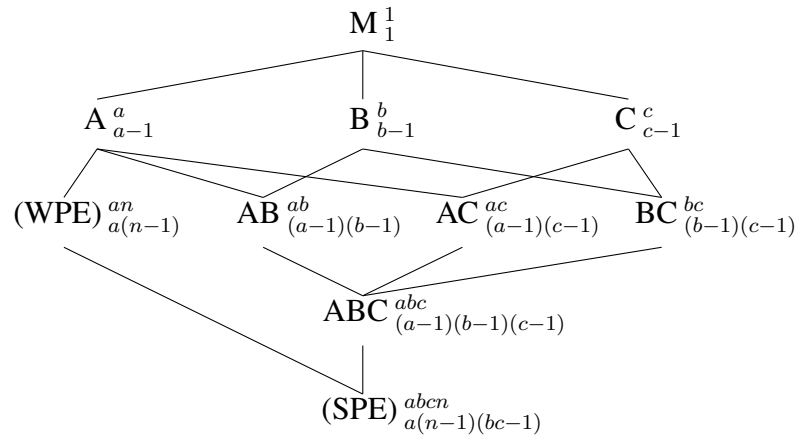 M 1 1
A a a−1 B b b−1 C c c−1
(WPE) an a(n−1) AB ab (a−1)(b−1) AC ac (a−1)(c−1) BC bc (b−1)(c−1)
ABC abc (a−1)(b−1)(c−1)
(SPE) abcn a(n−1)(bc−1)